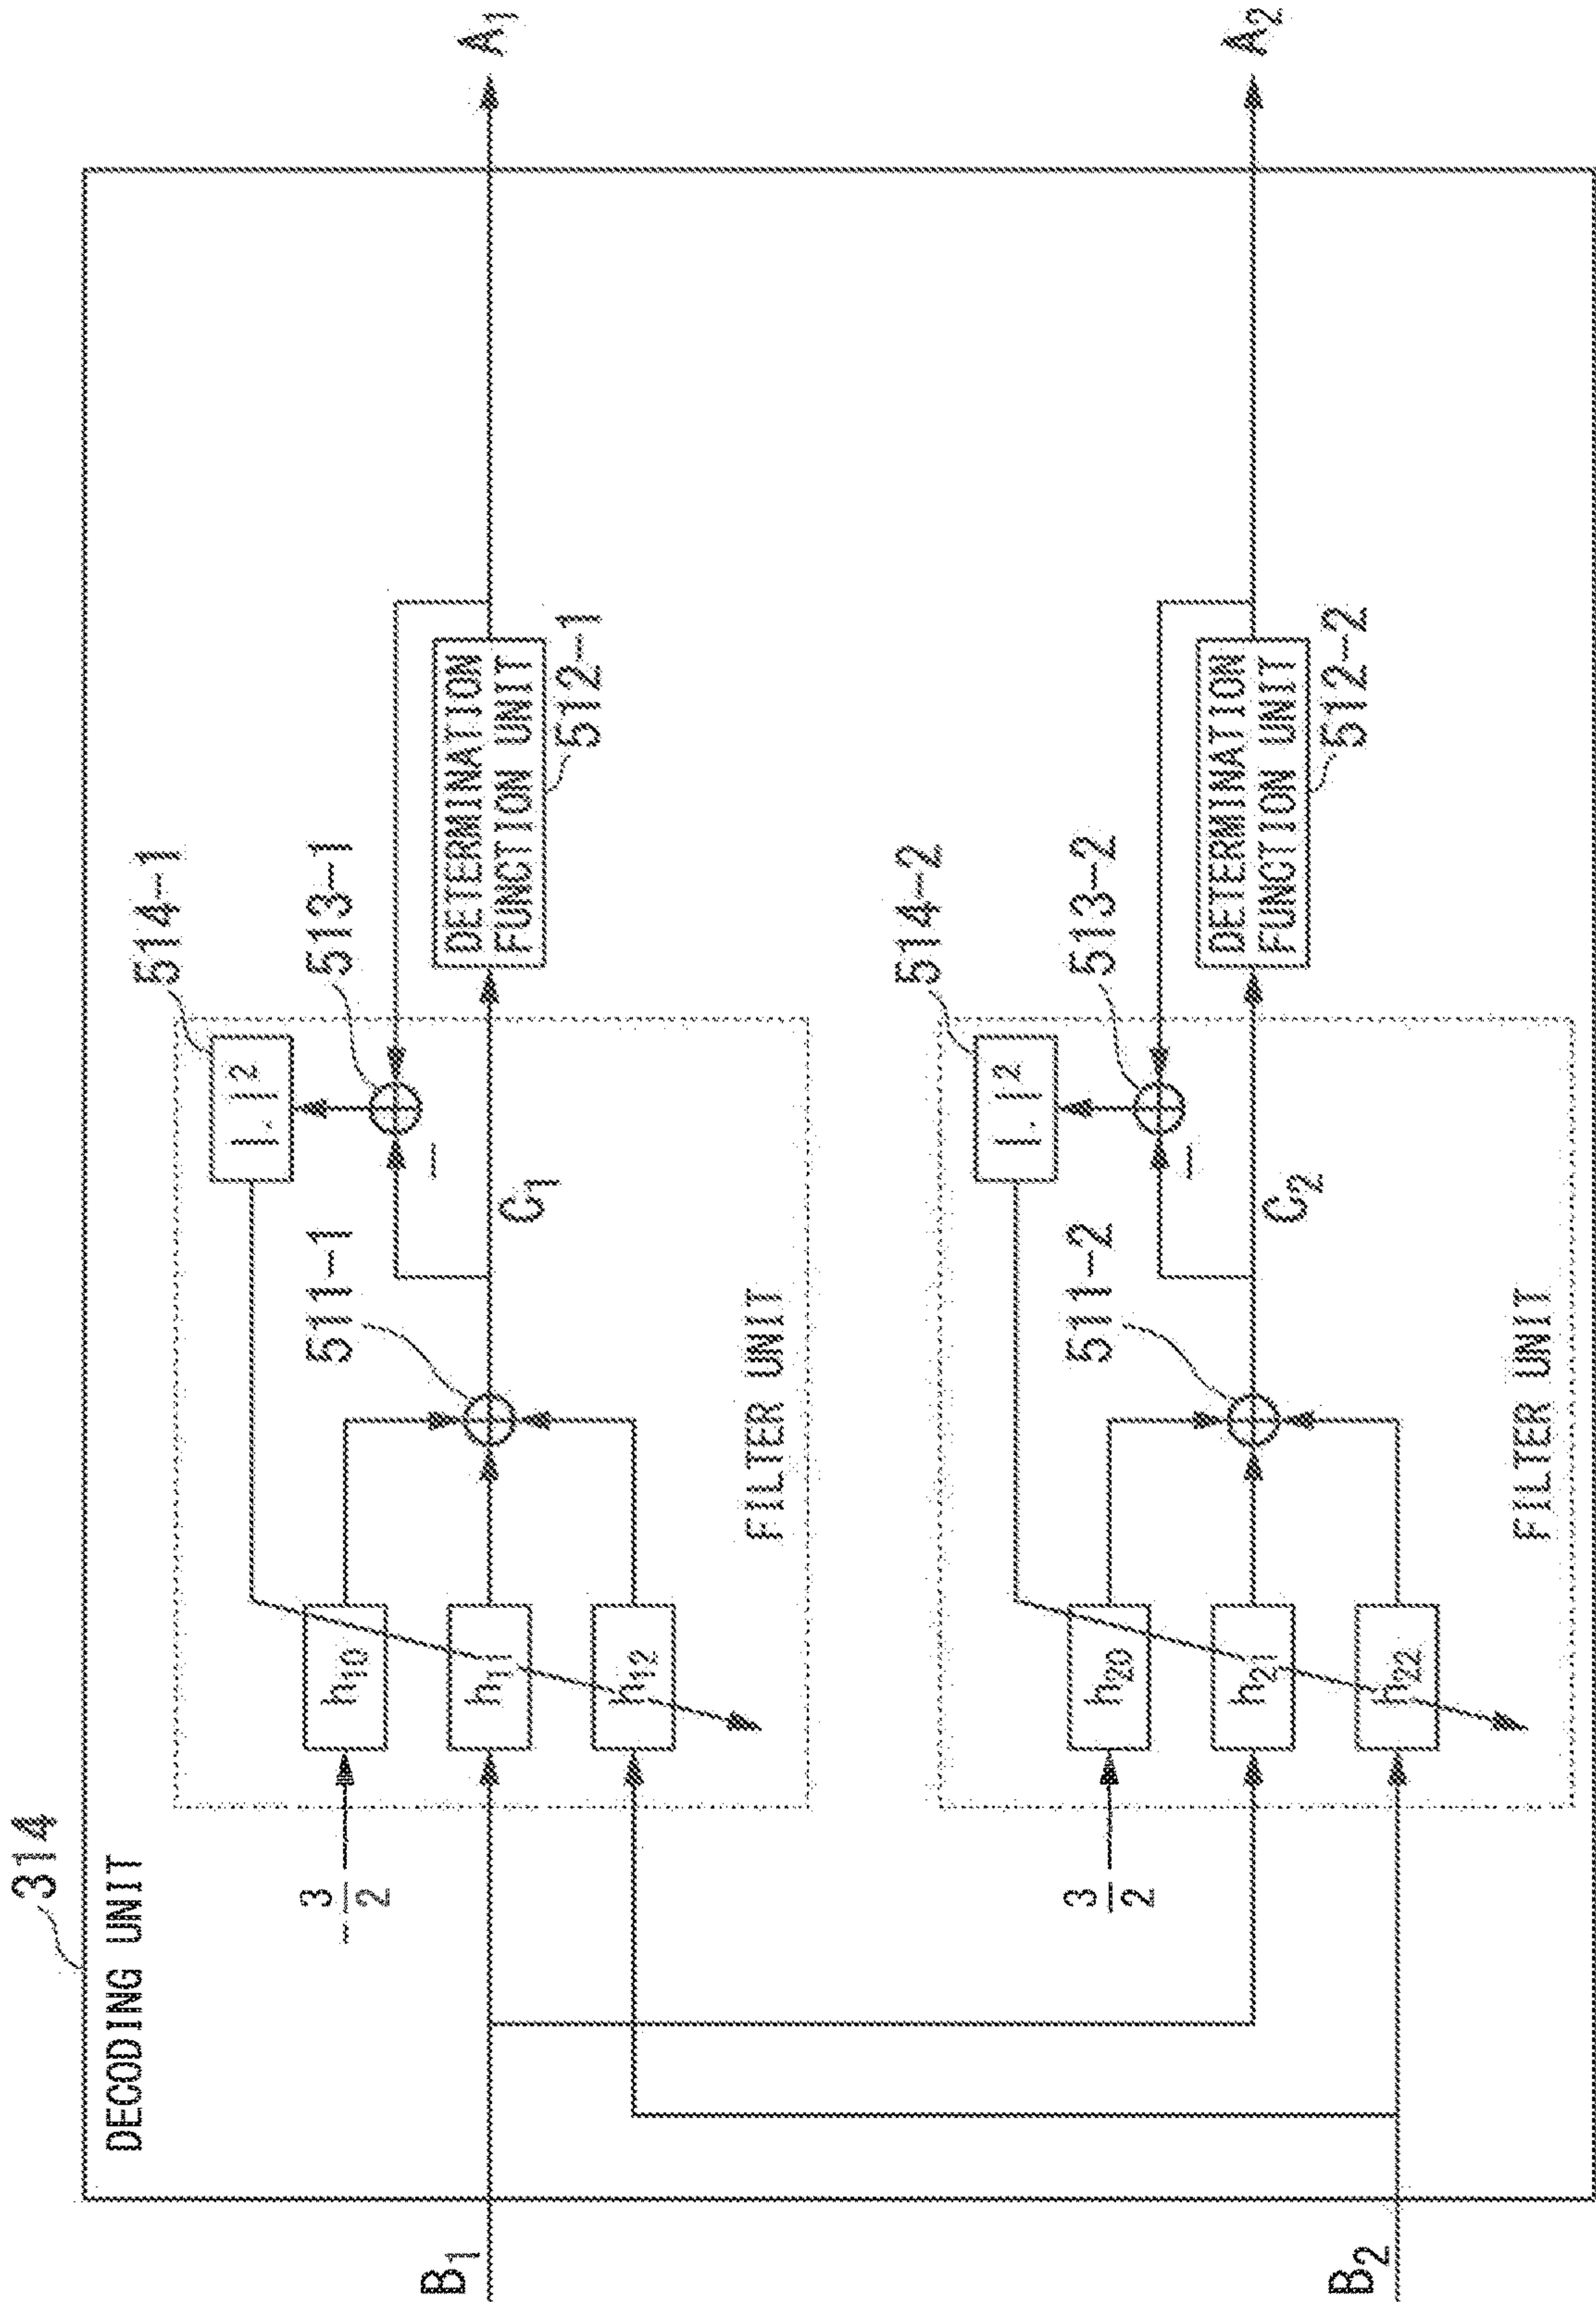 314
DECODING UNIT
514-1
|.|²
513-1
−
511-1
−3/2
h₁₀
B₁
h₁₁
C₁
DETERMINATION
FUNCTION UNIT
512-1
A₁
h₁₂
FILTER UNIT
514-2
|.|²
513-2
−
511-2
3/2
h₂₀
h₂₁
C₂
DETERMINATION
FUNCTION UNIT
512-2
A₂
B₂
h₂₂
FILTER UNIT